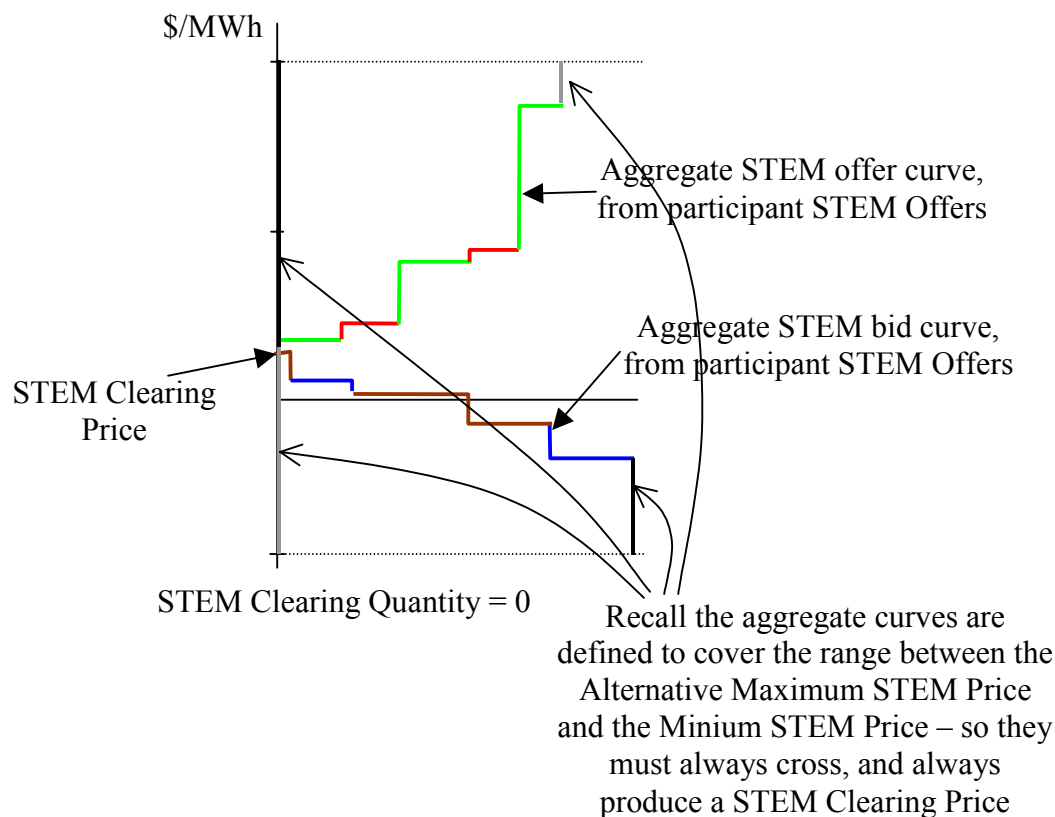 $/MWh
Aggregate STEM offer curve,
from participant STEM Offers
Aggregate STEM bid curve,
from participant STEM Offers
STEM Clearing
Price
STEM Clearing Quantity = 0
Recall the aggregate curves are
defined to cover the range between the
Alternative Maximum STEM Price
and the Minium STEM Price – so they
must always cross, and always
produce a STEM Clearing Price